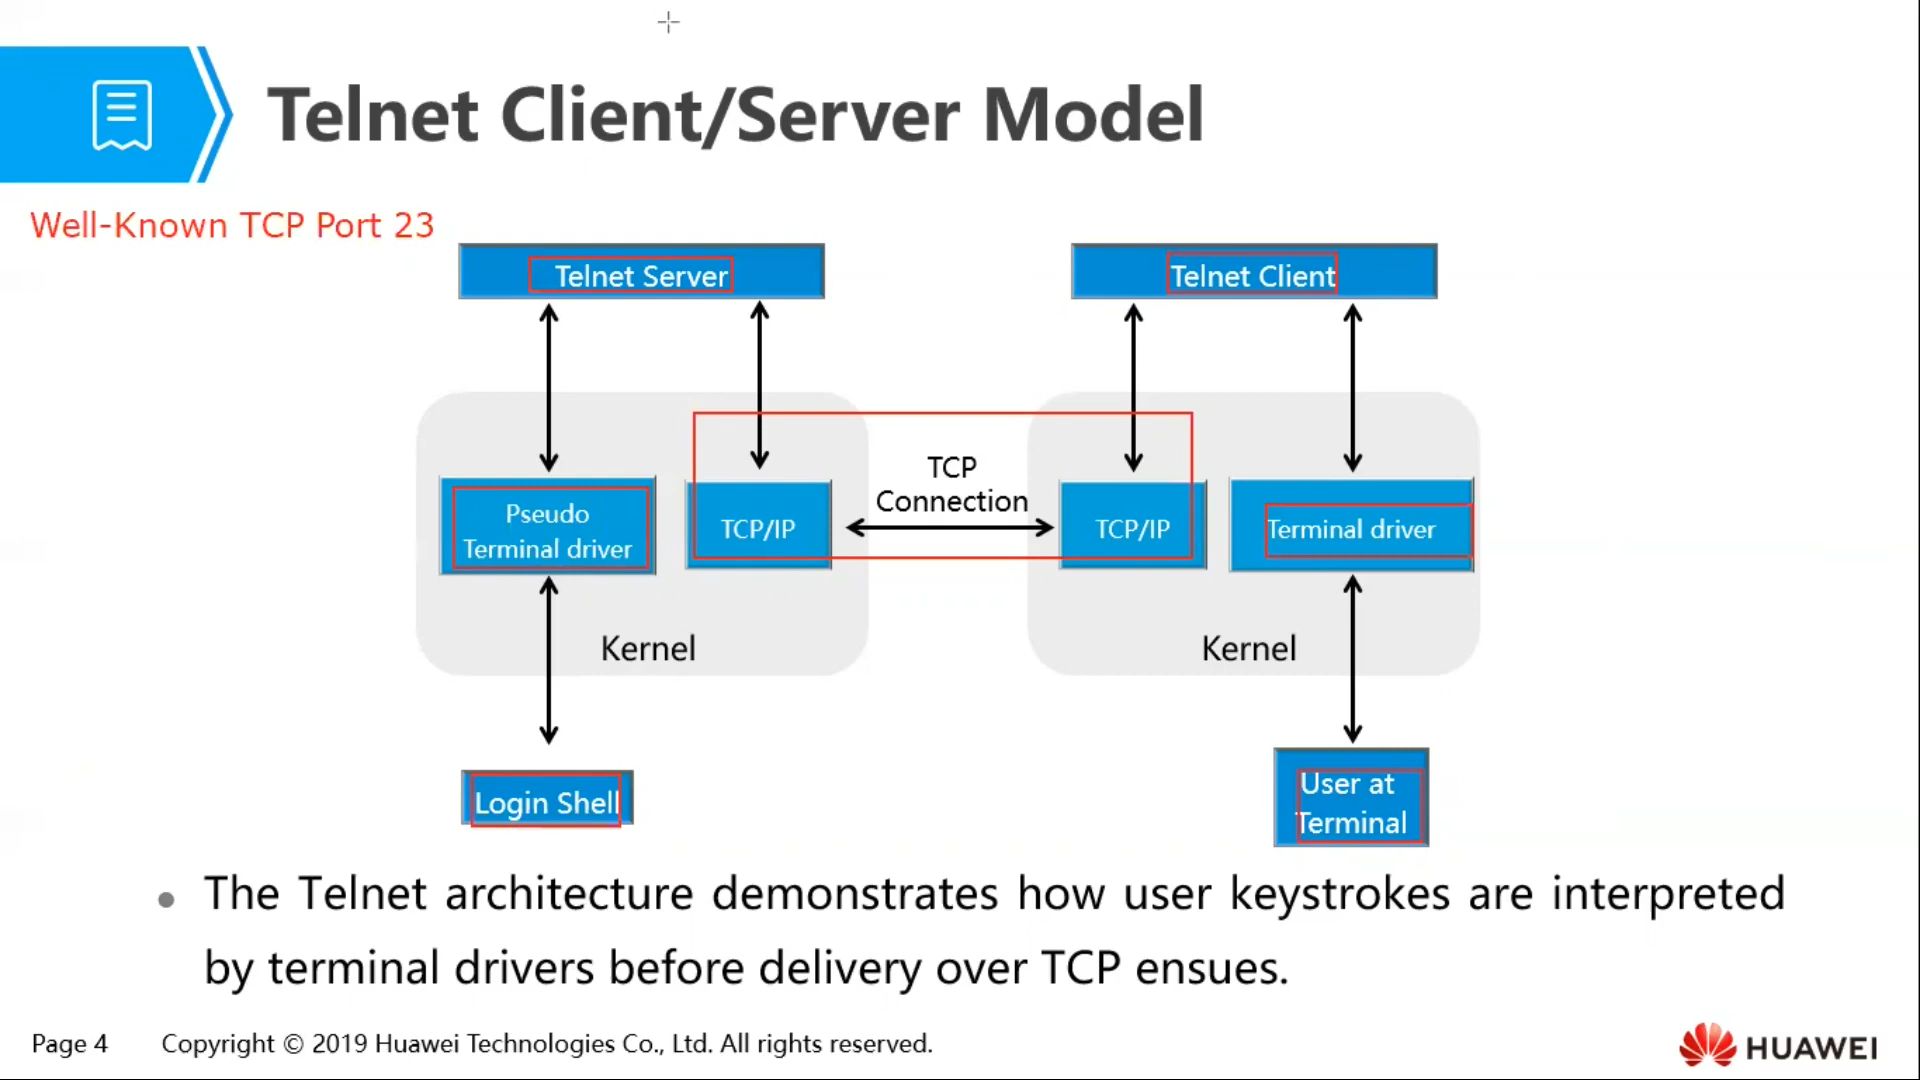 Telnet Client/Server Model
Well-Known TCP Port 23
Telnet Server
Telnet Client
TCP
Connection
Pseudo
Terminal driver
TCP/IP
TCP/IP
Terminal driver
Kernel
Kernel
Login Shell
User at
Terminal
The Telnet architecture demonstrates how user keystrokes are interpreted
by terminal drivers before delivery over TCP ensues.
Page 4
Copyright © 2019 Huawei Technologies Co., Ltd. All rights reserved.
HUAWEI